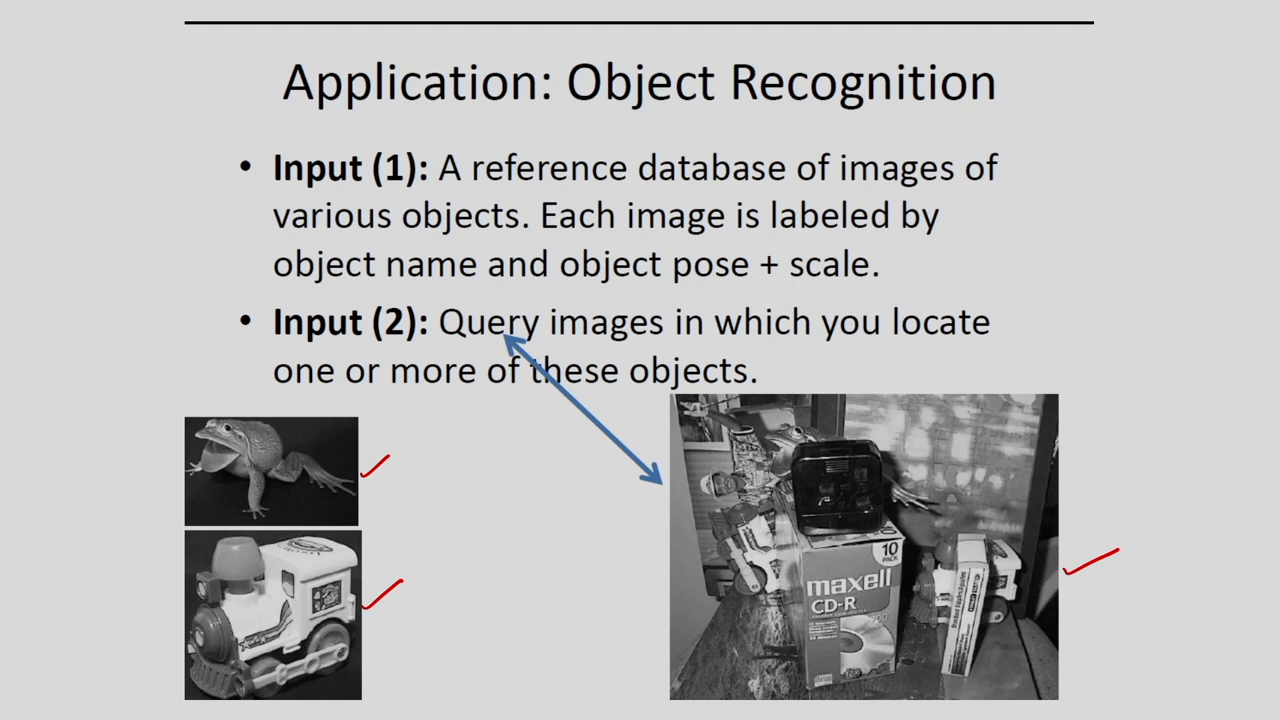 Application: Object Recognition
• Input (1): A reference database of images of
various objects. Each image is labeled by
object name and object pose + scale.
• Input (2): Query images in which you locate
one or more of these objects.
10
PACK
maxell
CD-R
700